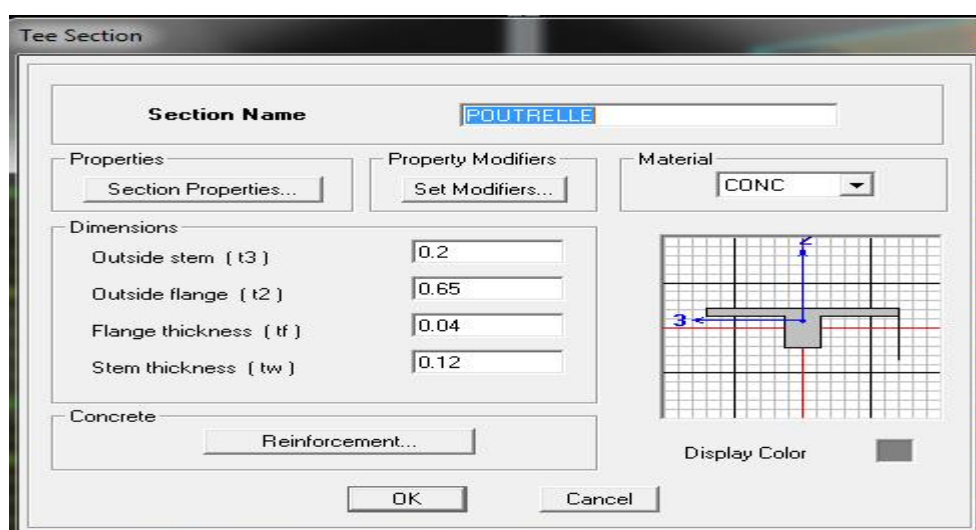 Tee Section
Section Name POUTRELLE
Properties Property Modifiers Material
Section Properties... Set Modifiers... CONC
Dimensions
Outside stem ( t3 ) 0.2
2
Outside flange ( t2 ) 0.65
3
Flange thickness ( tf ) 0.04
Stem thickness ( tw ) 0.12
Concrete
Reinforcement...
Display Color
OK Cancel